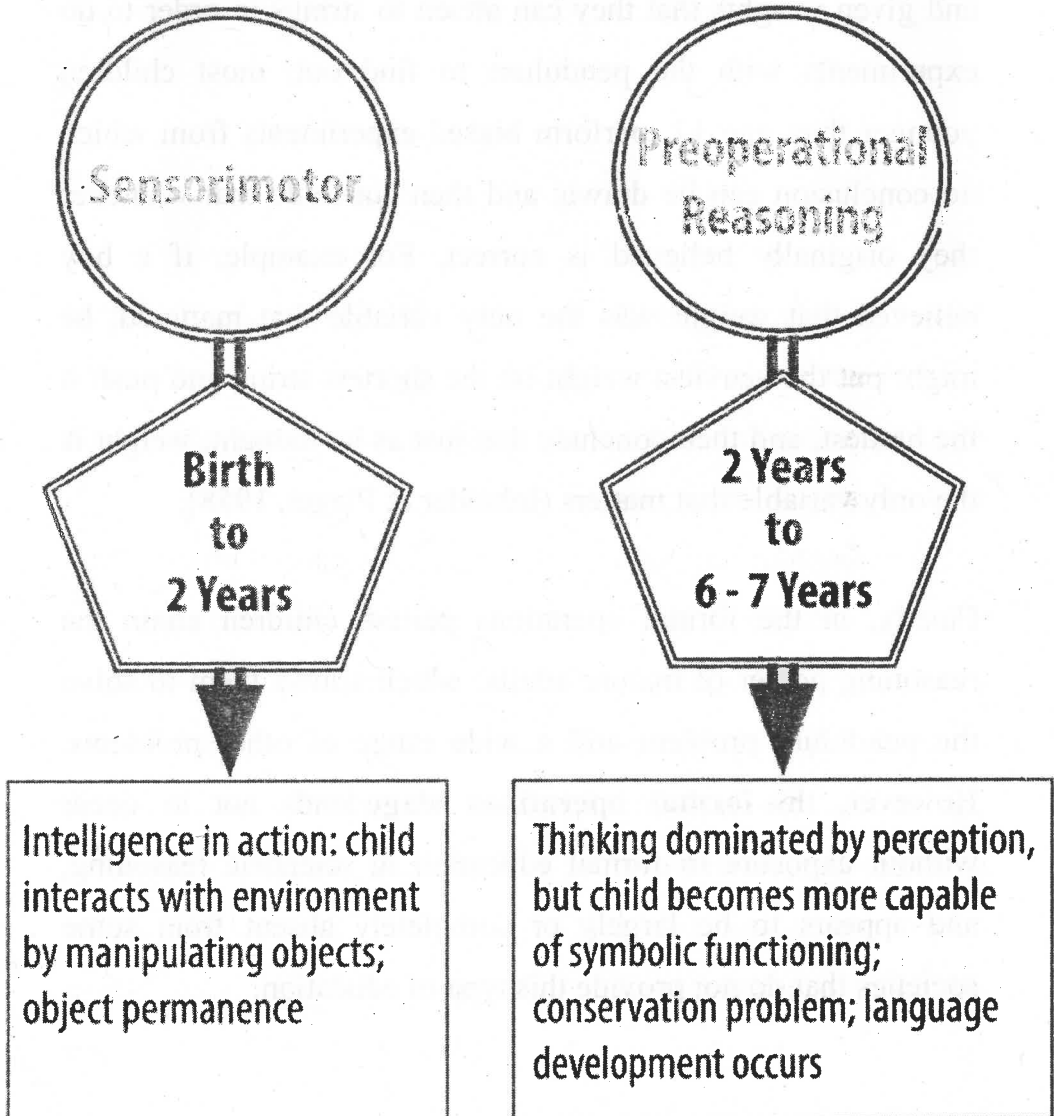 Sensorimotor
Birth
to
2 Years
Intelligence in action: child
interacts with environment
by manipulating objects;
object permanence
Preoperational
Reasoning
2 Years
to
6 - 7 Years
Thinking dominated by perception,
but child becomes more capable
of symbolic functioning;
conservation problem; language
development occurs